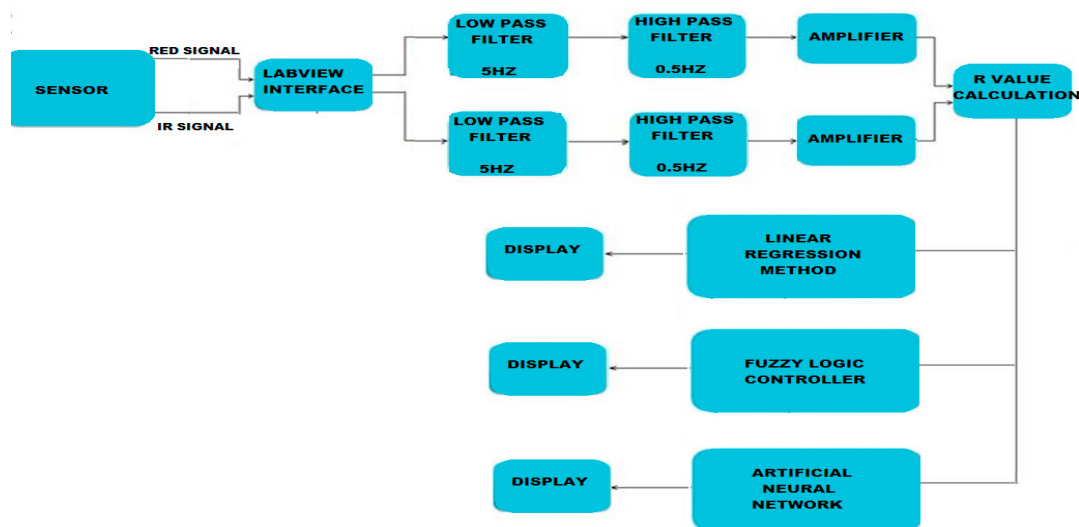 RED SIGNAL
SENSOR
IR SIGNAL
LABVIEW
INTERFACE
LOW PASS
FILTER
5HZ
HIGH PASS
FILTER
0.5HZ
AMPLIFIER
LOW PASS
FILTER
5HZ
HIGH PASS
FILTER
0.5HZ
AMPLIFIER
R VALUE
CALCULATION
DISPLAY
LINEAR
REGRESSION
METHOD
DISPLAY
FUZZY LOGIC
CONTROLLER
DISPLAY
ARTIFICIAL
NEURAL
NETWORK